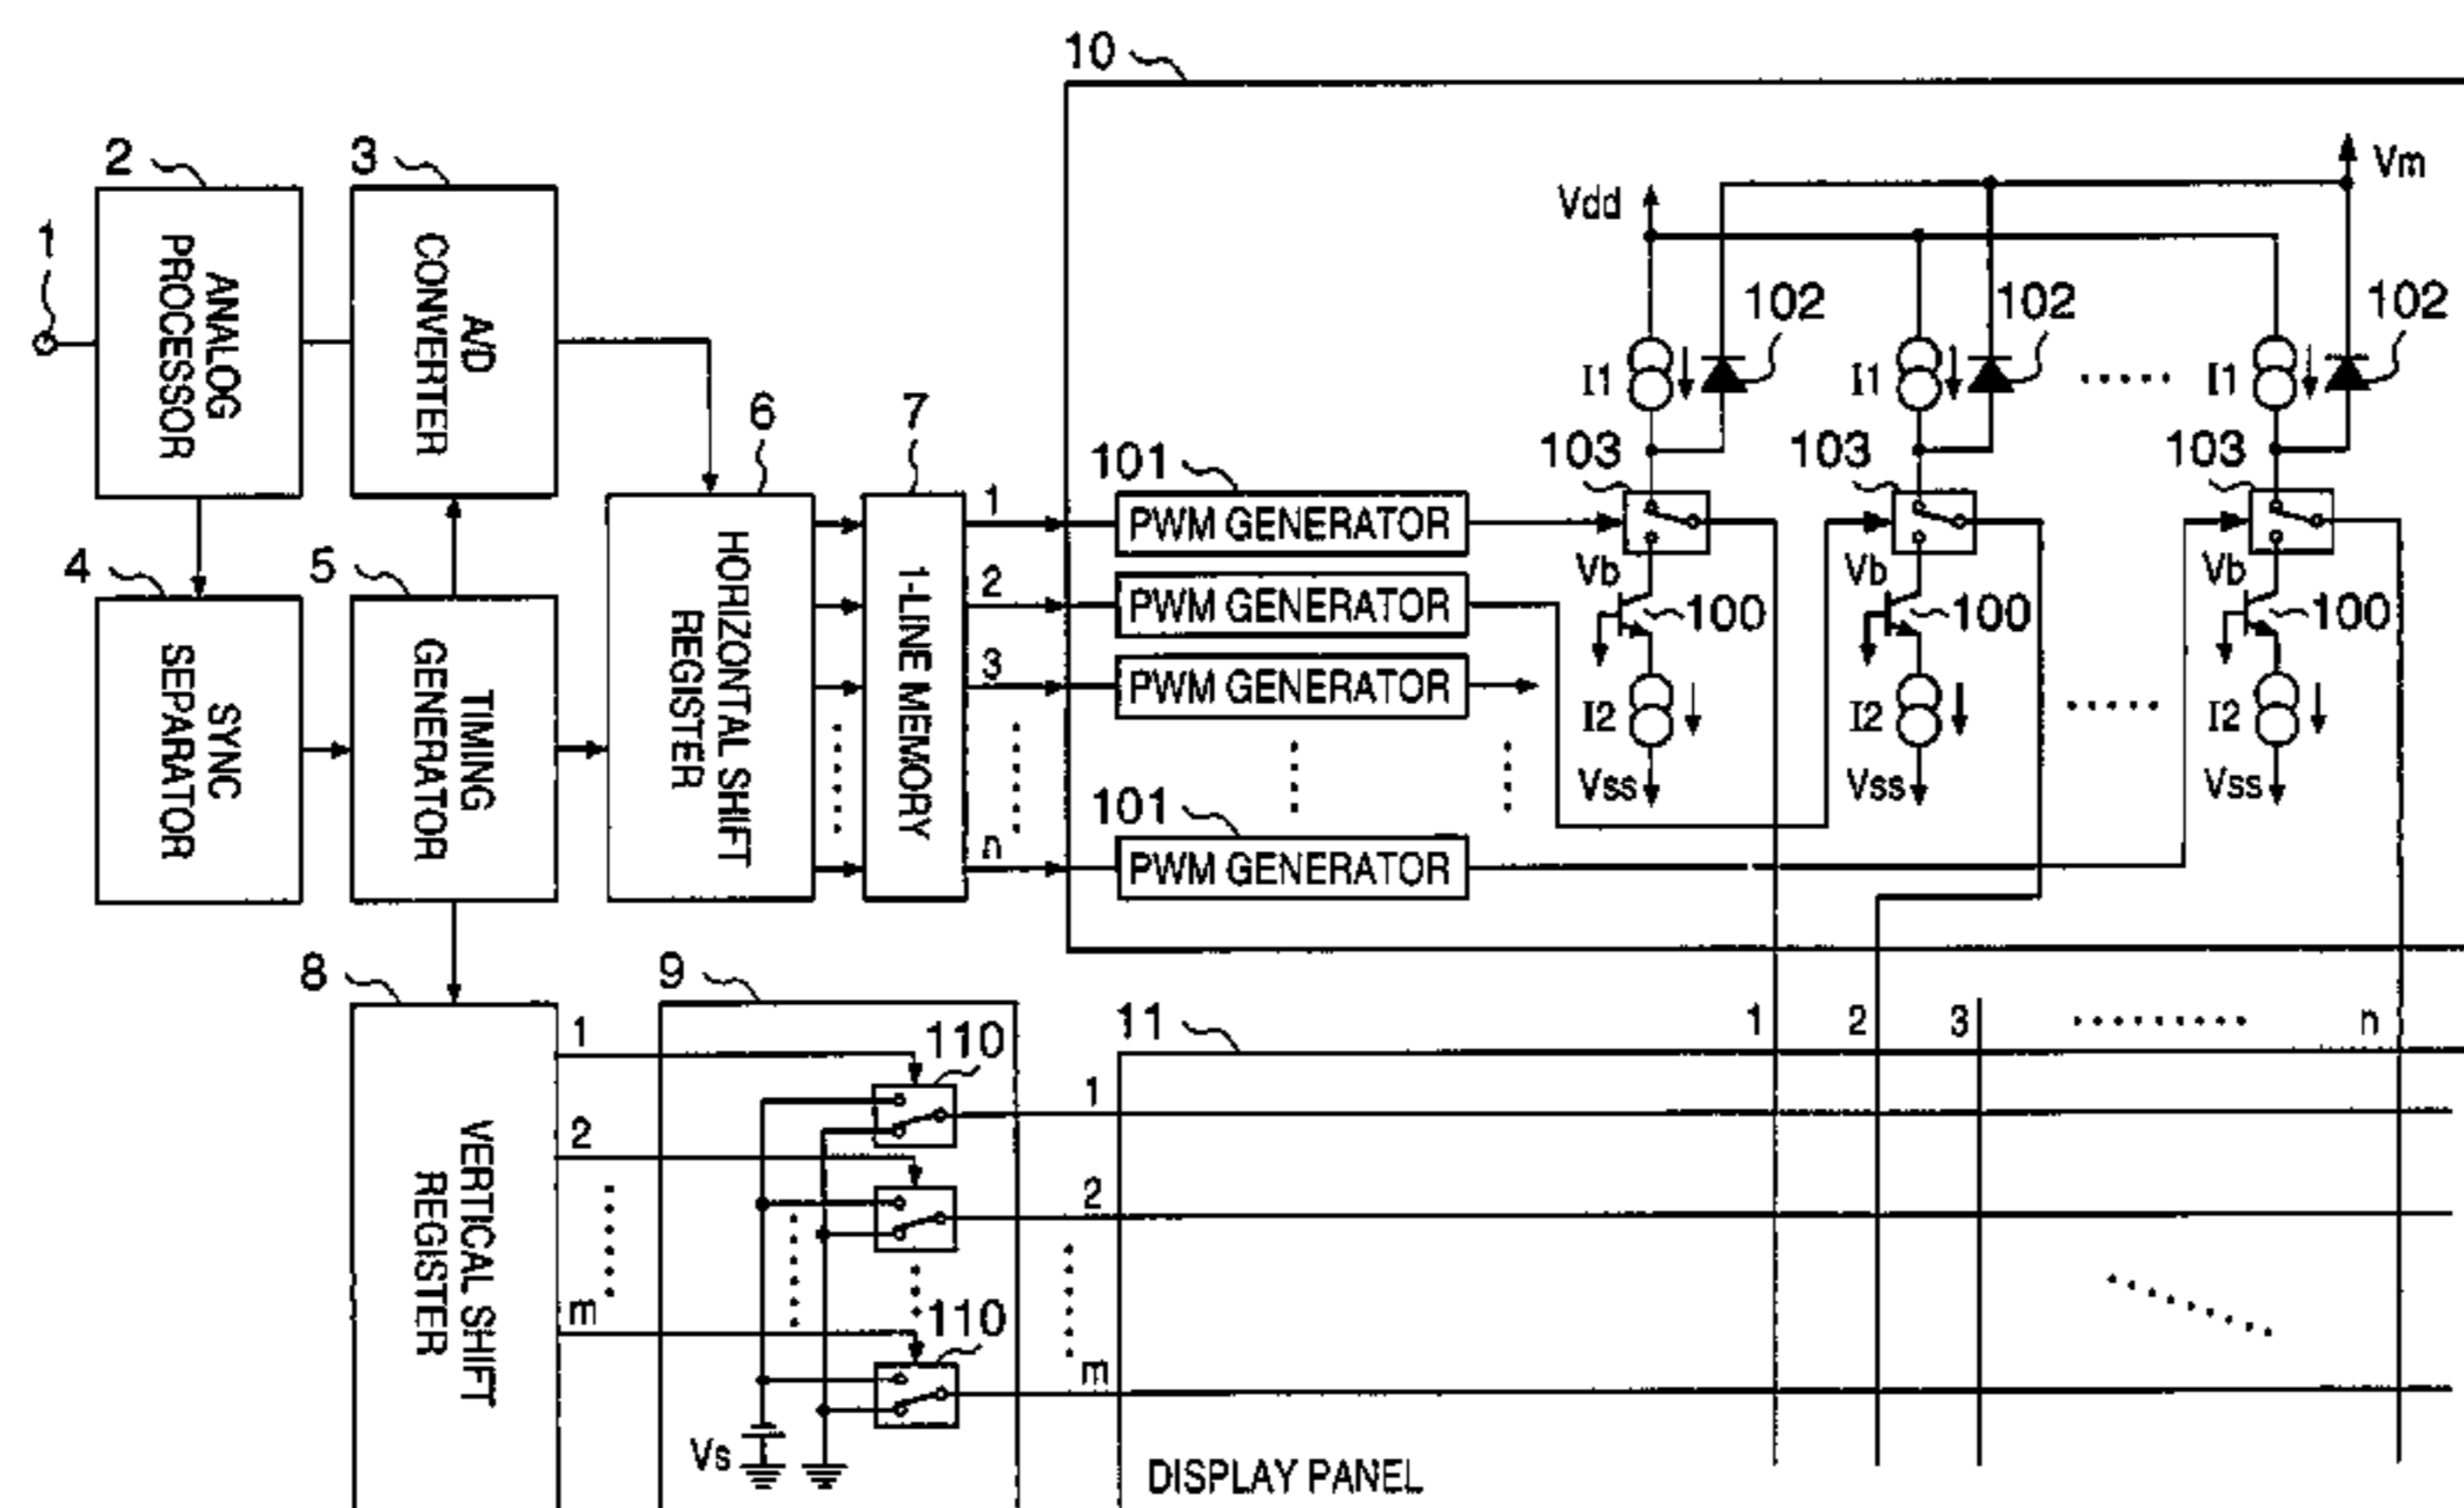 10
2
3
Vm
Vdd
1
ANALOG
PROCESSOR
A/D
CONVERTER
102
102
102
I1
I1
I1
6
7
103
103
103
101
1
PWM GENERATOR
4
5
Vb
Vb
Vb
2
PWM GENERATOR
100
100
100
SYNC
SEPARATOR
TIMING
GENERATOR
HORIZONTAL SHIFT
REGISTER
1-LINE MEMORY
3
PWM GENERATOR
I2
I2
I2
Vss
Vss
Vss
101
n
PWM GENERATOR
8
9
11
1
2
3
n
1
110
1
VERTICAL SHIFT
REGISTER
2
2
m
110
m
Vs
DISPLAY PANEL